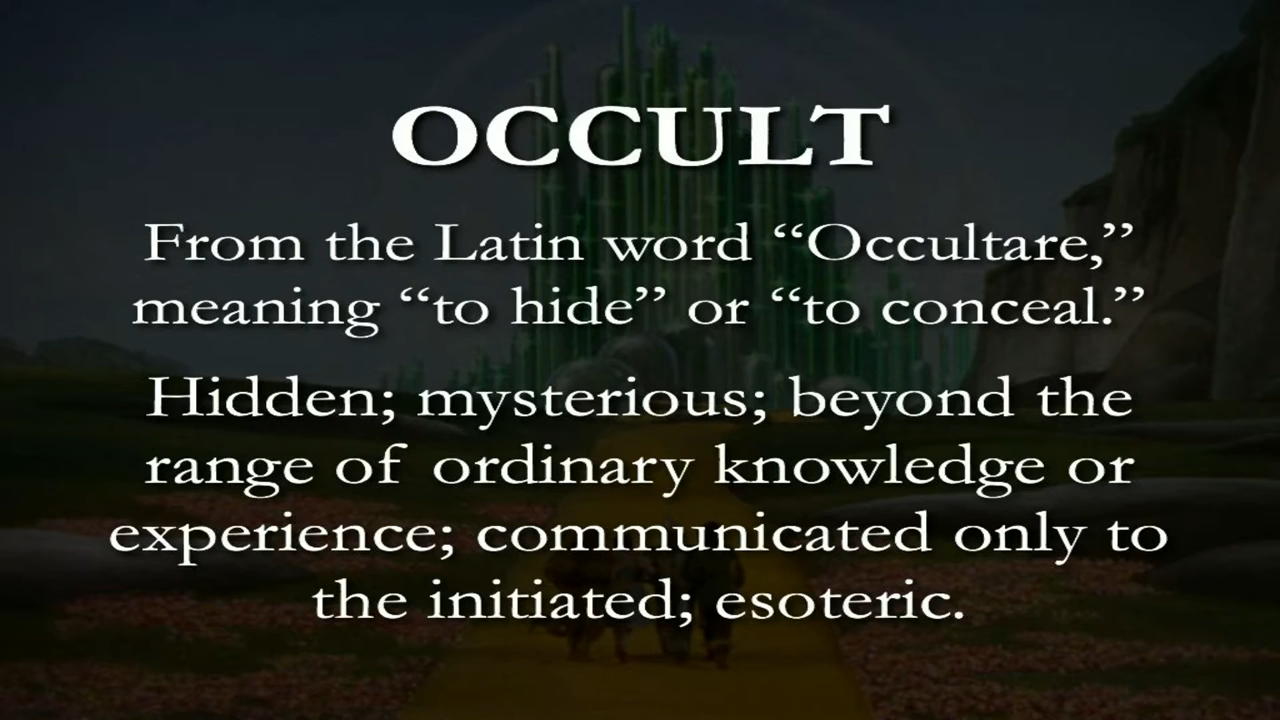 OCCULT
From the Latin word “Occultare,”
meaning “to hide” or “to conceal.”
Hidden; mysterious; beyond the
range of ordinary knowledge or
experience; communicated only to
the initiated; esoteric.